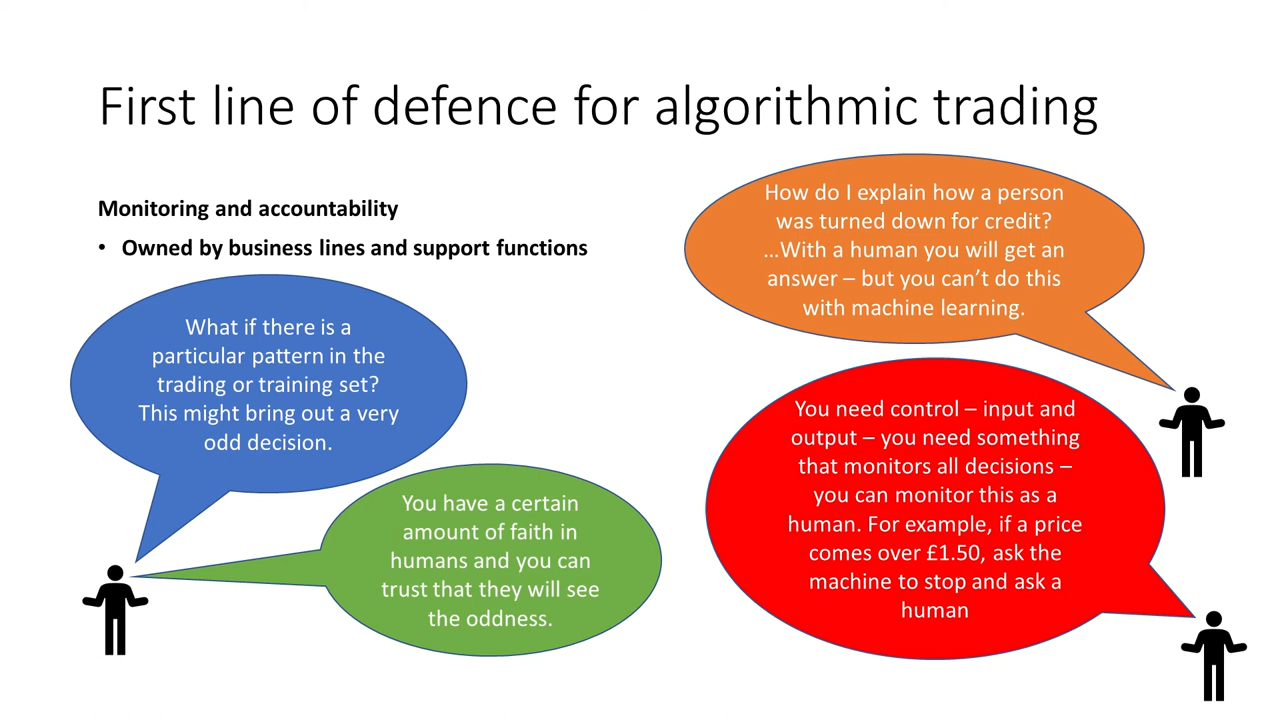 First line of defence for algorithmic trading
Monitoring and accountability
• Owned by business lines and support functions
What if there is a
particular pattern in the
trading or training set?
This might bring out a very
odd decision.
You have a certain
amount of faith in
humans and you can
trust that they will see
the oddness.
How do I explain how a person
was turned down for credit?
…With a human you will get an
answer – but you can’t do this
with machine learning.
You need control – input and
output – you need something
that monitors all decisions –
you can monitor this as a
human. For example, if a price
comes over £1.50, ask the
machine to stop and ask a
human